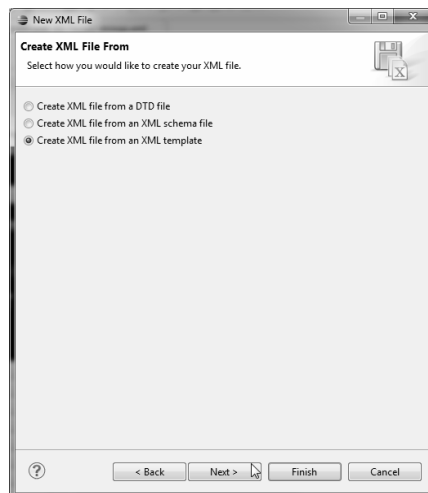 New XML File
Create XML File From
Select how you would like to create your XML file.
Create XML file from a DTD file
Create XML file from an XML schema file
Create XML file from an XML template
< Back
Next >
Finish
Cancel